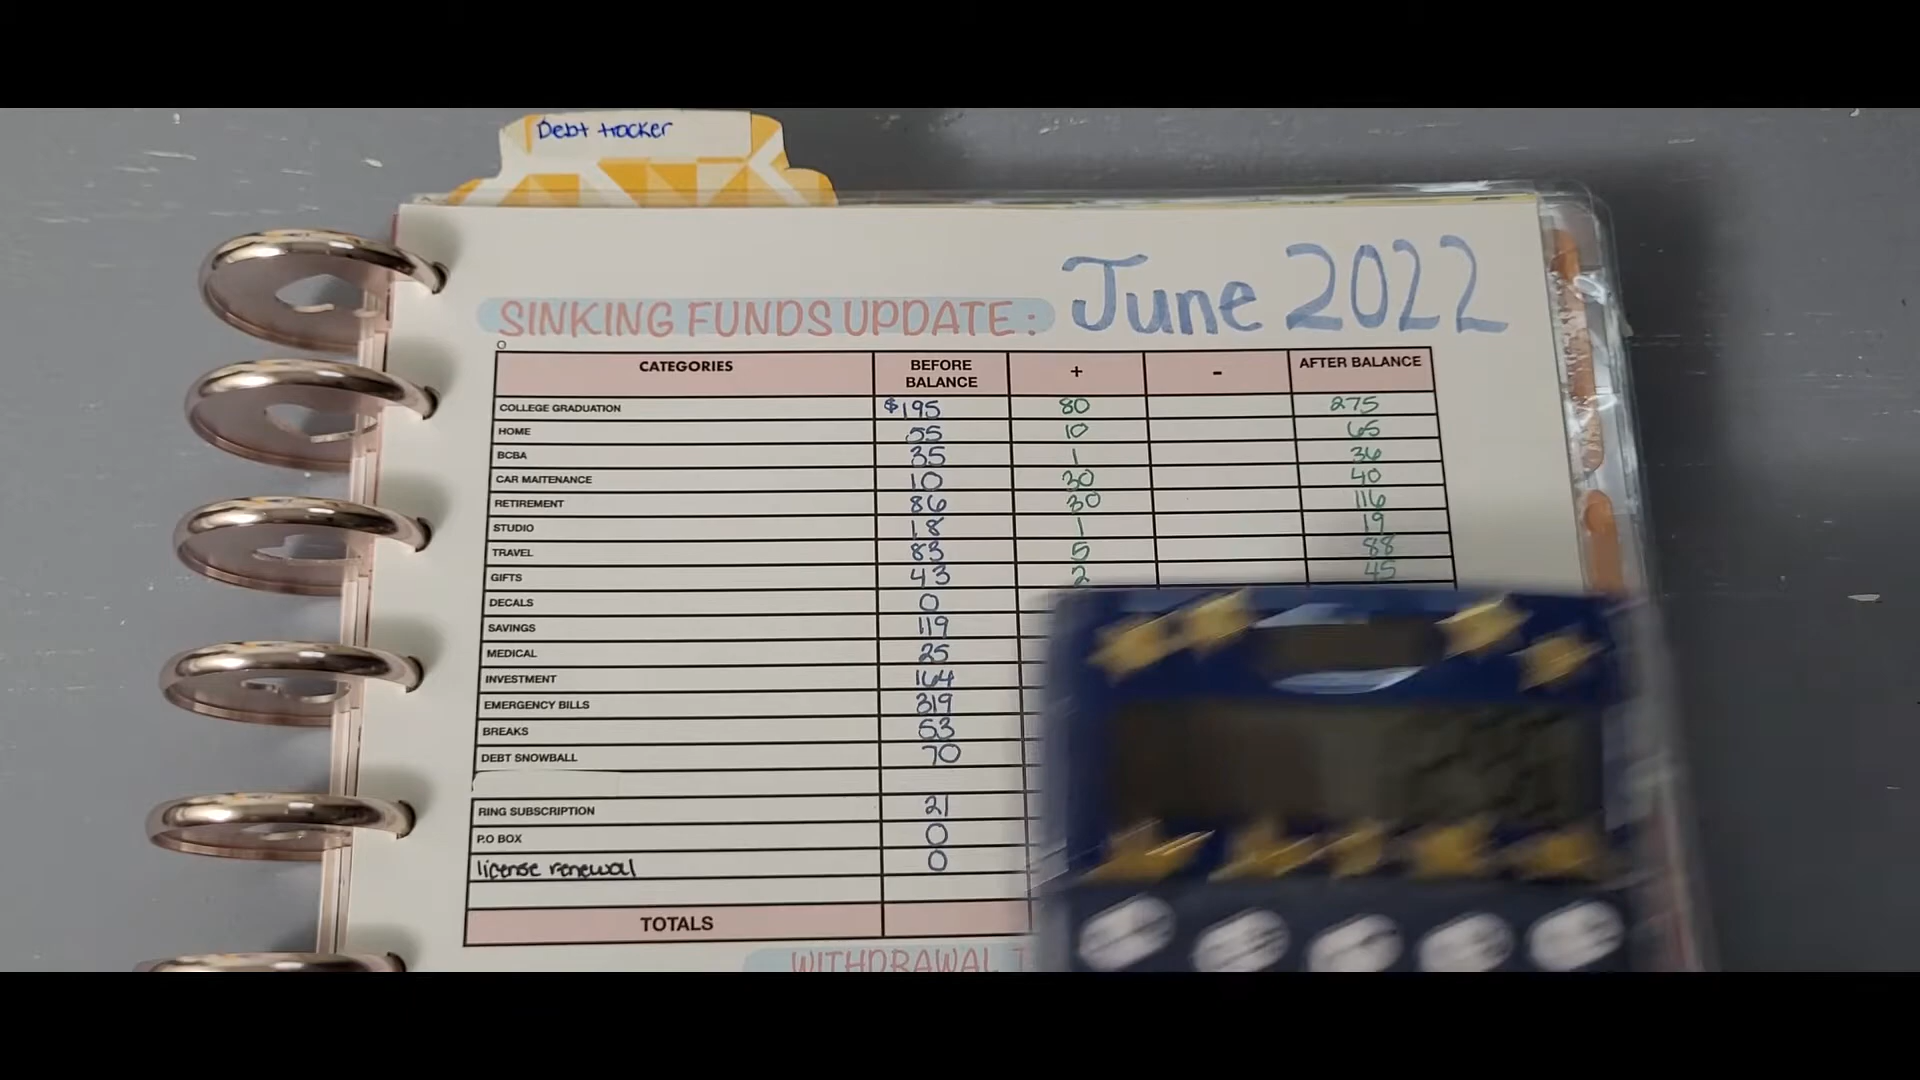 Debt tracker
SINKING FUNDS UPDATE: June 2022
CATEGORIES BEFORE BALANCE + - AFTER BALANCE
COLLEGE GRADUATION $195 80 275
HOME 55 10 65
BCBA 35 1 36
CAR MAITENANCE 10 30 40
RETIREMENT 86 30 116
STUDIO 18 1 19
TRAVEL 83 5 88
GIFTS 43 2 45
DECALS 0
SAVINGS 119
MEDICAL 25
INVESTMENT 164
EMERGENCY BILLS 319
BREAKS 53
DEBT SNOWBALL 70
RING SUBSCRIPTION 21
P.O BOX 0
license renewal 0
TOTALS
WITHDRAWAL